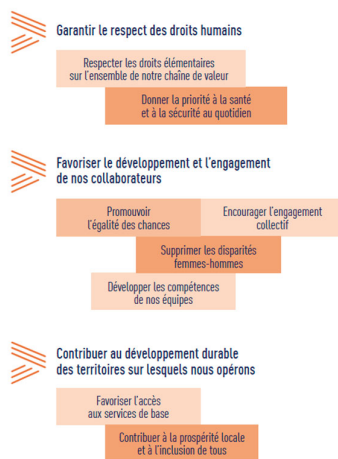 Garantir le respect des droits humains
Respecter les droits élémentaires
sur l'ensemble de notre chaîne de valeur
Donner la priorité à la santé
et à la sécurité au quotidien
Favoriser le développement et l'engagement
de nos collaborateurs
Promouvoir
l'égalité des chances
Encourager l'engagement
collectif
Supprimer les disparités
femmes-hommes
Développer les compétences
de nos équipes
Contribuer au développement durable
des territoires sur lesquels nous opérons
Favoriser l'accès
aux services de base
Contribuer à la prospérité locale
et à l'inclusion de tous